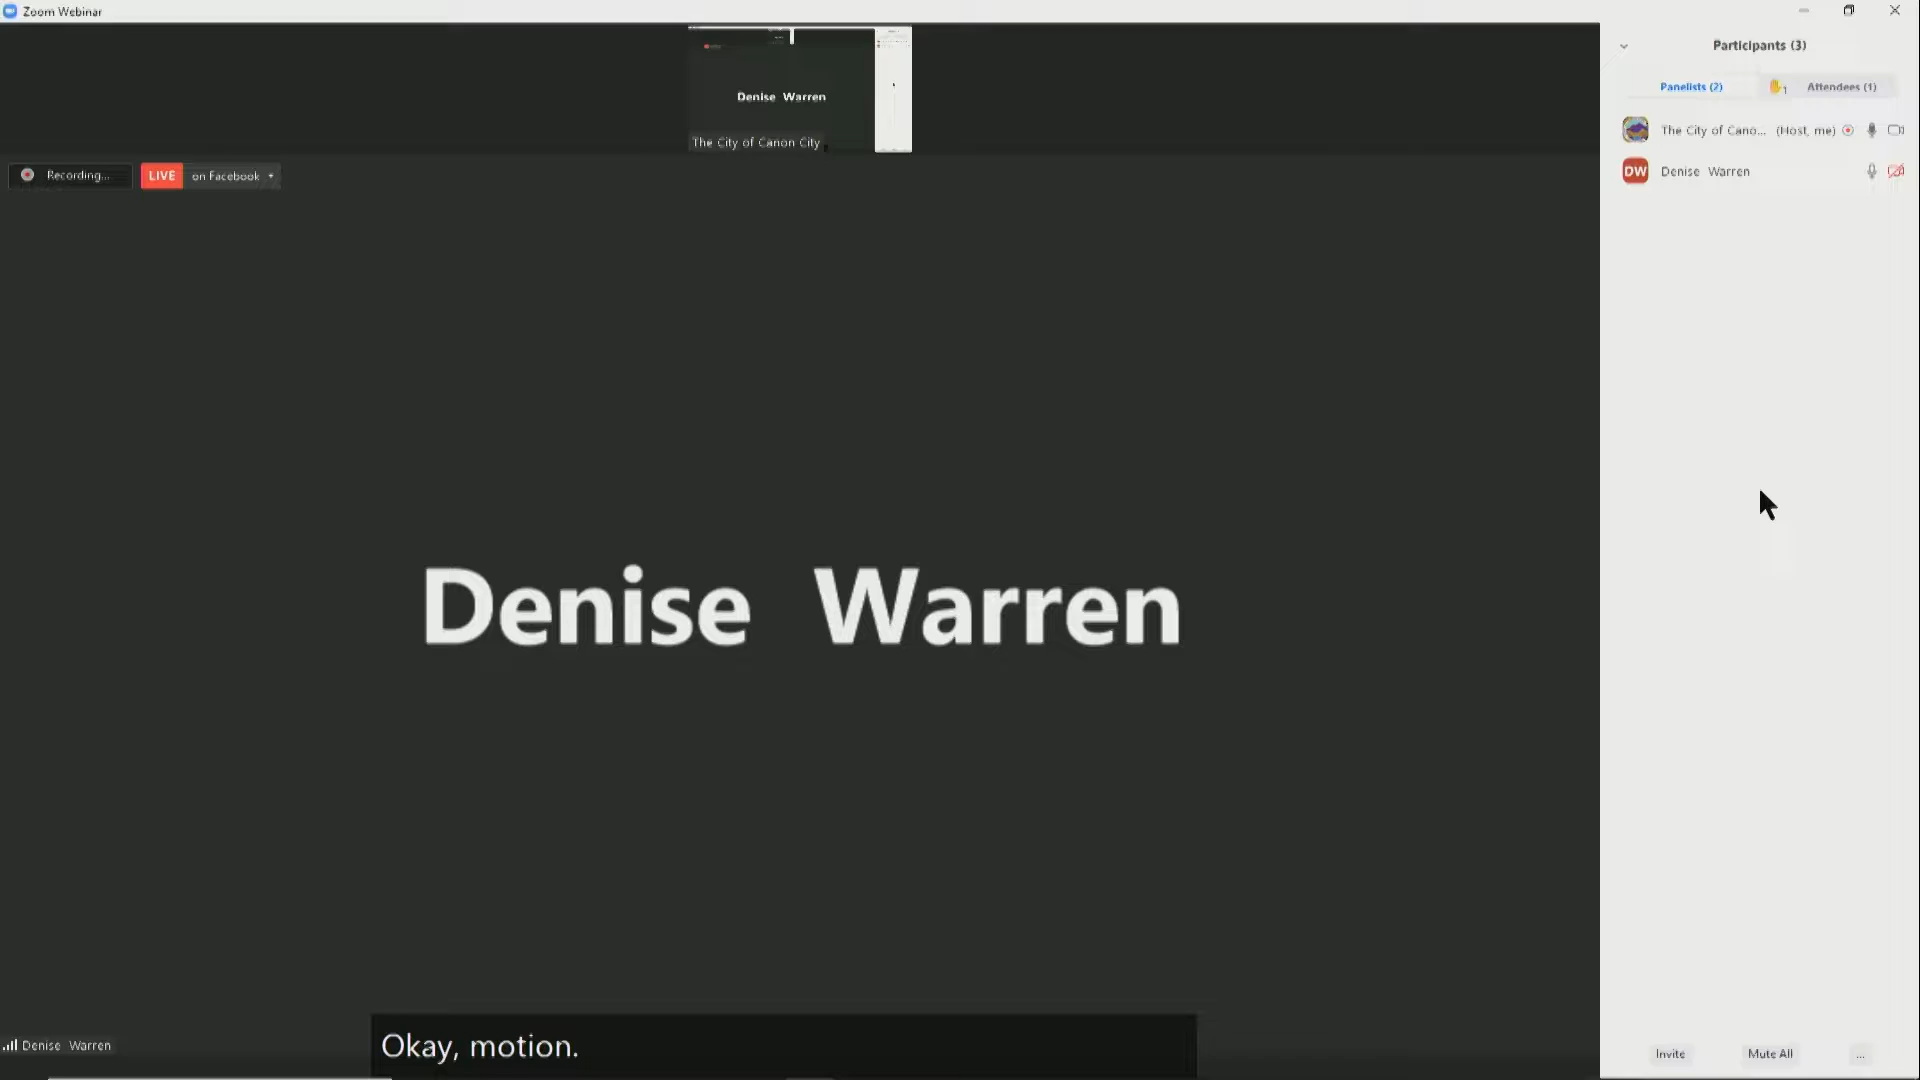 Zoom Webinar
Denise Warren
The City of Canon City
Participants (3)
Panelists (2)
1
Attendees (1)
Recording...
LIVE
on Facebook
The City of Cano... (Host, me)
DW
Denise Warren
Denise Warren
Okay, motion.
Denise Warren
Invite
Mute All
...